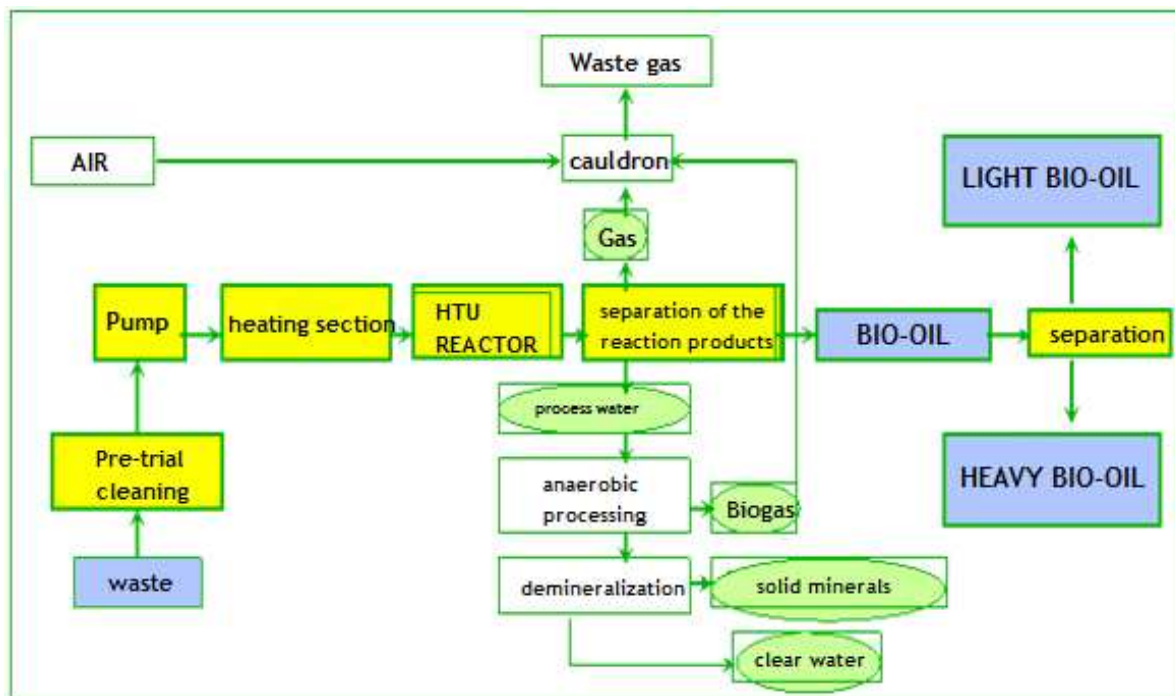 Waste gas
AIR
cauldron
LIGHT BIO-OIL
Gas
Pump
heating section
HTU
REACTOR
separation of the
reaction products
BIO-OIL
separation
process water
Pre-trial
cleaning
anaerobic
processing
Biogas
HEAVY BIO-OIL
waste
demineralization
solid minerals
clear water